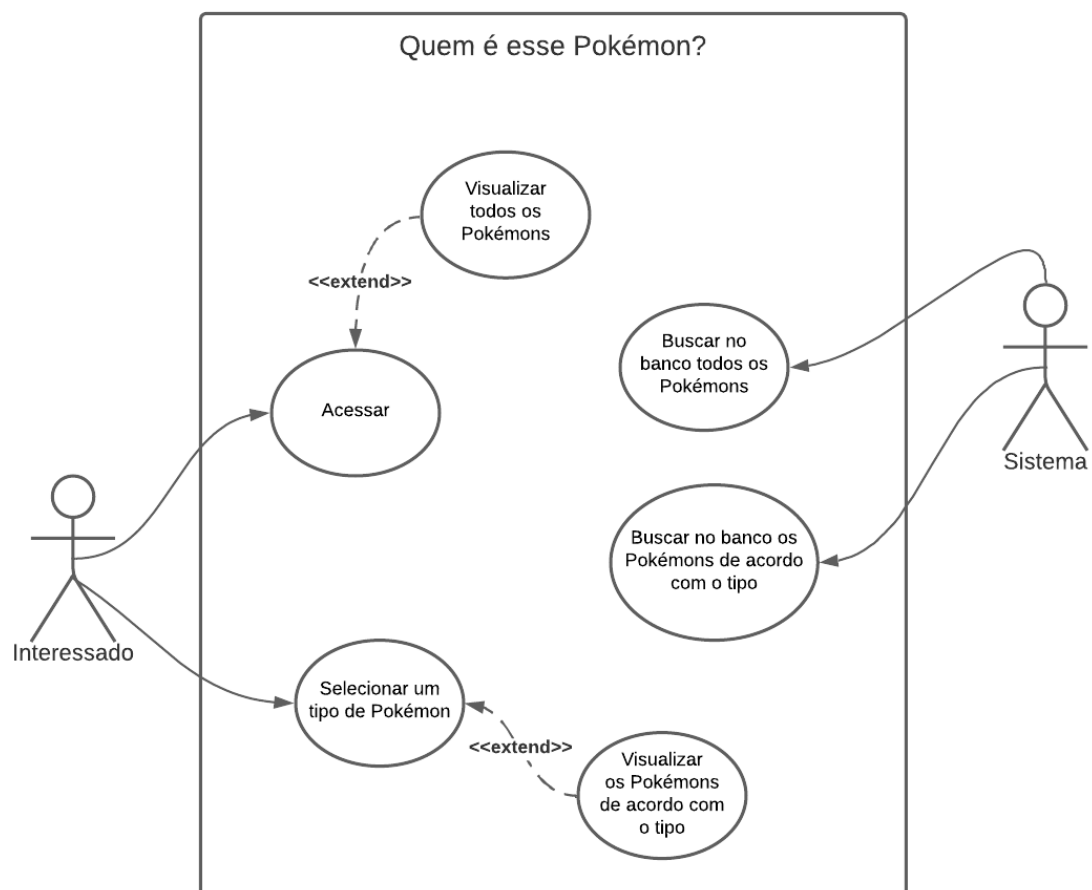 Quem é esse Pokémon?
Visualizar
todos os
Pokémons
<<extend>>
Acessar
Buscar no
banco todos os
Pokémons
Sistema
Buscar no banco os
Pokémons de acordo
com o tipo
Interessado
Selecionar um
tipo de Pokémon
<<extend>>
Visualizar
os Pokémons
de acordo com
o tipo